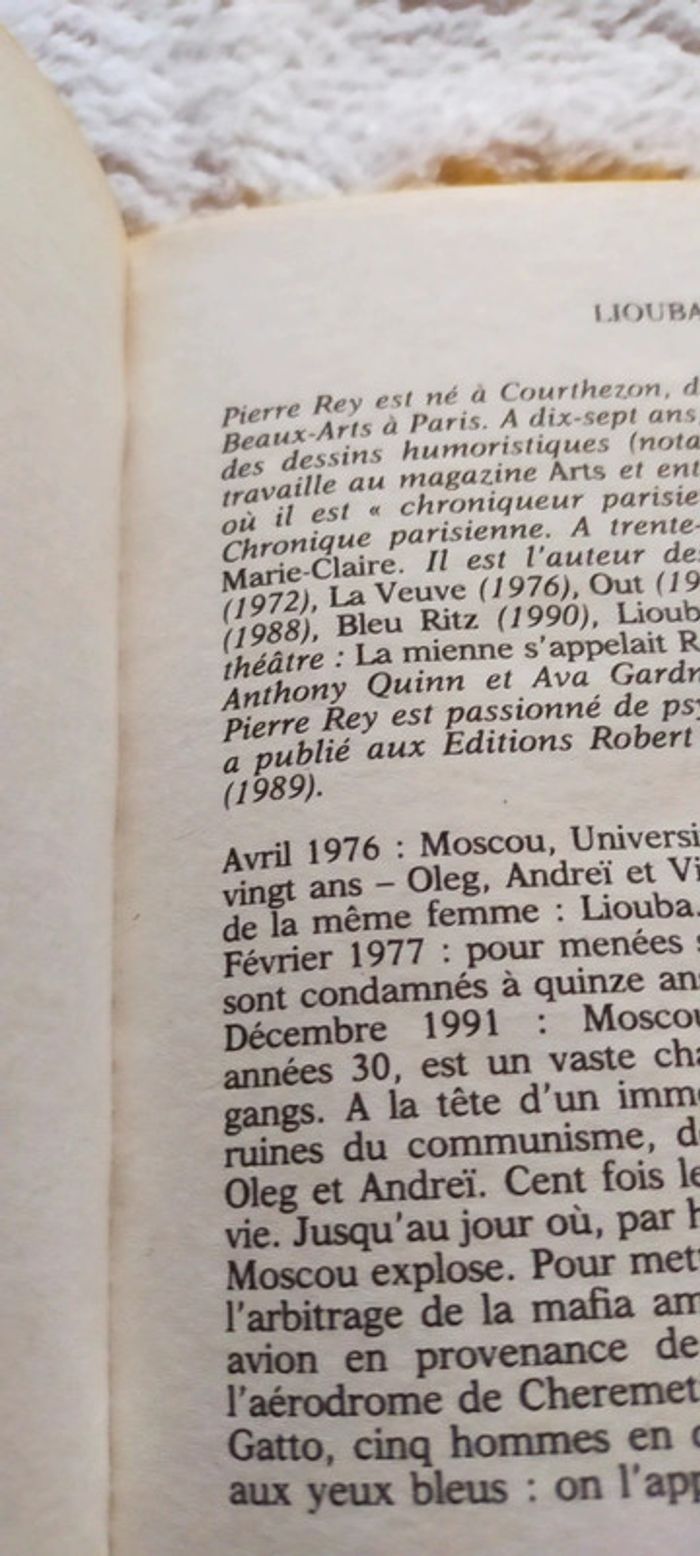 LIOUBA
Pierre Rey est né à Courthezon, d
Beaux-Arts à Paris. A dix-sept ans,
des dessins humoristiques (nota
travaille au magazine Arts et ent
où il est « chroniqueur parisie
Chronique parisienne. A trente-
Marie-Claire. Il est l'auteur de
(1972), La Veuve (1976), Out (19
(1988), Bleu Ritz (1990), Lioub
théâtre : La mienne s'appelait R
Anthony Quinn et Ava Gardn
Pierre Rey est passionné de psy
a publié aux Editions Robert
(1989).
Avril 1976 : Moscou, Universi
vingt ans – Oleg, Andreï et Vi
de la même femme : Liouba.
Février 1977 : pour menées s
sont condamnés à quinze an
Décembre 1991 : Moscou
années 30, est un vaste cha
gangs. A la tête d'un imm
ruines du communisme, d
Oleg et Andreï. Cent fois le
vie. Jusqu'au jour où, par h
Moscou explose. Pour met
l'arbitrage de la mafia am
avion en provenance de
l'aérodrome de Cheremet
Gatto, cinq hommes en c
aux yeux bleus : on l'app